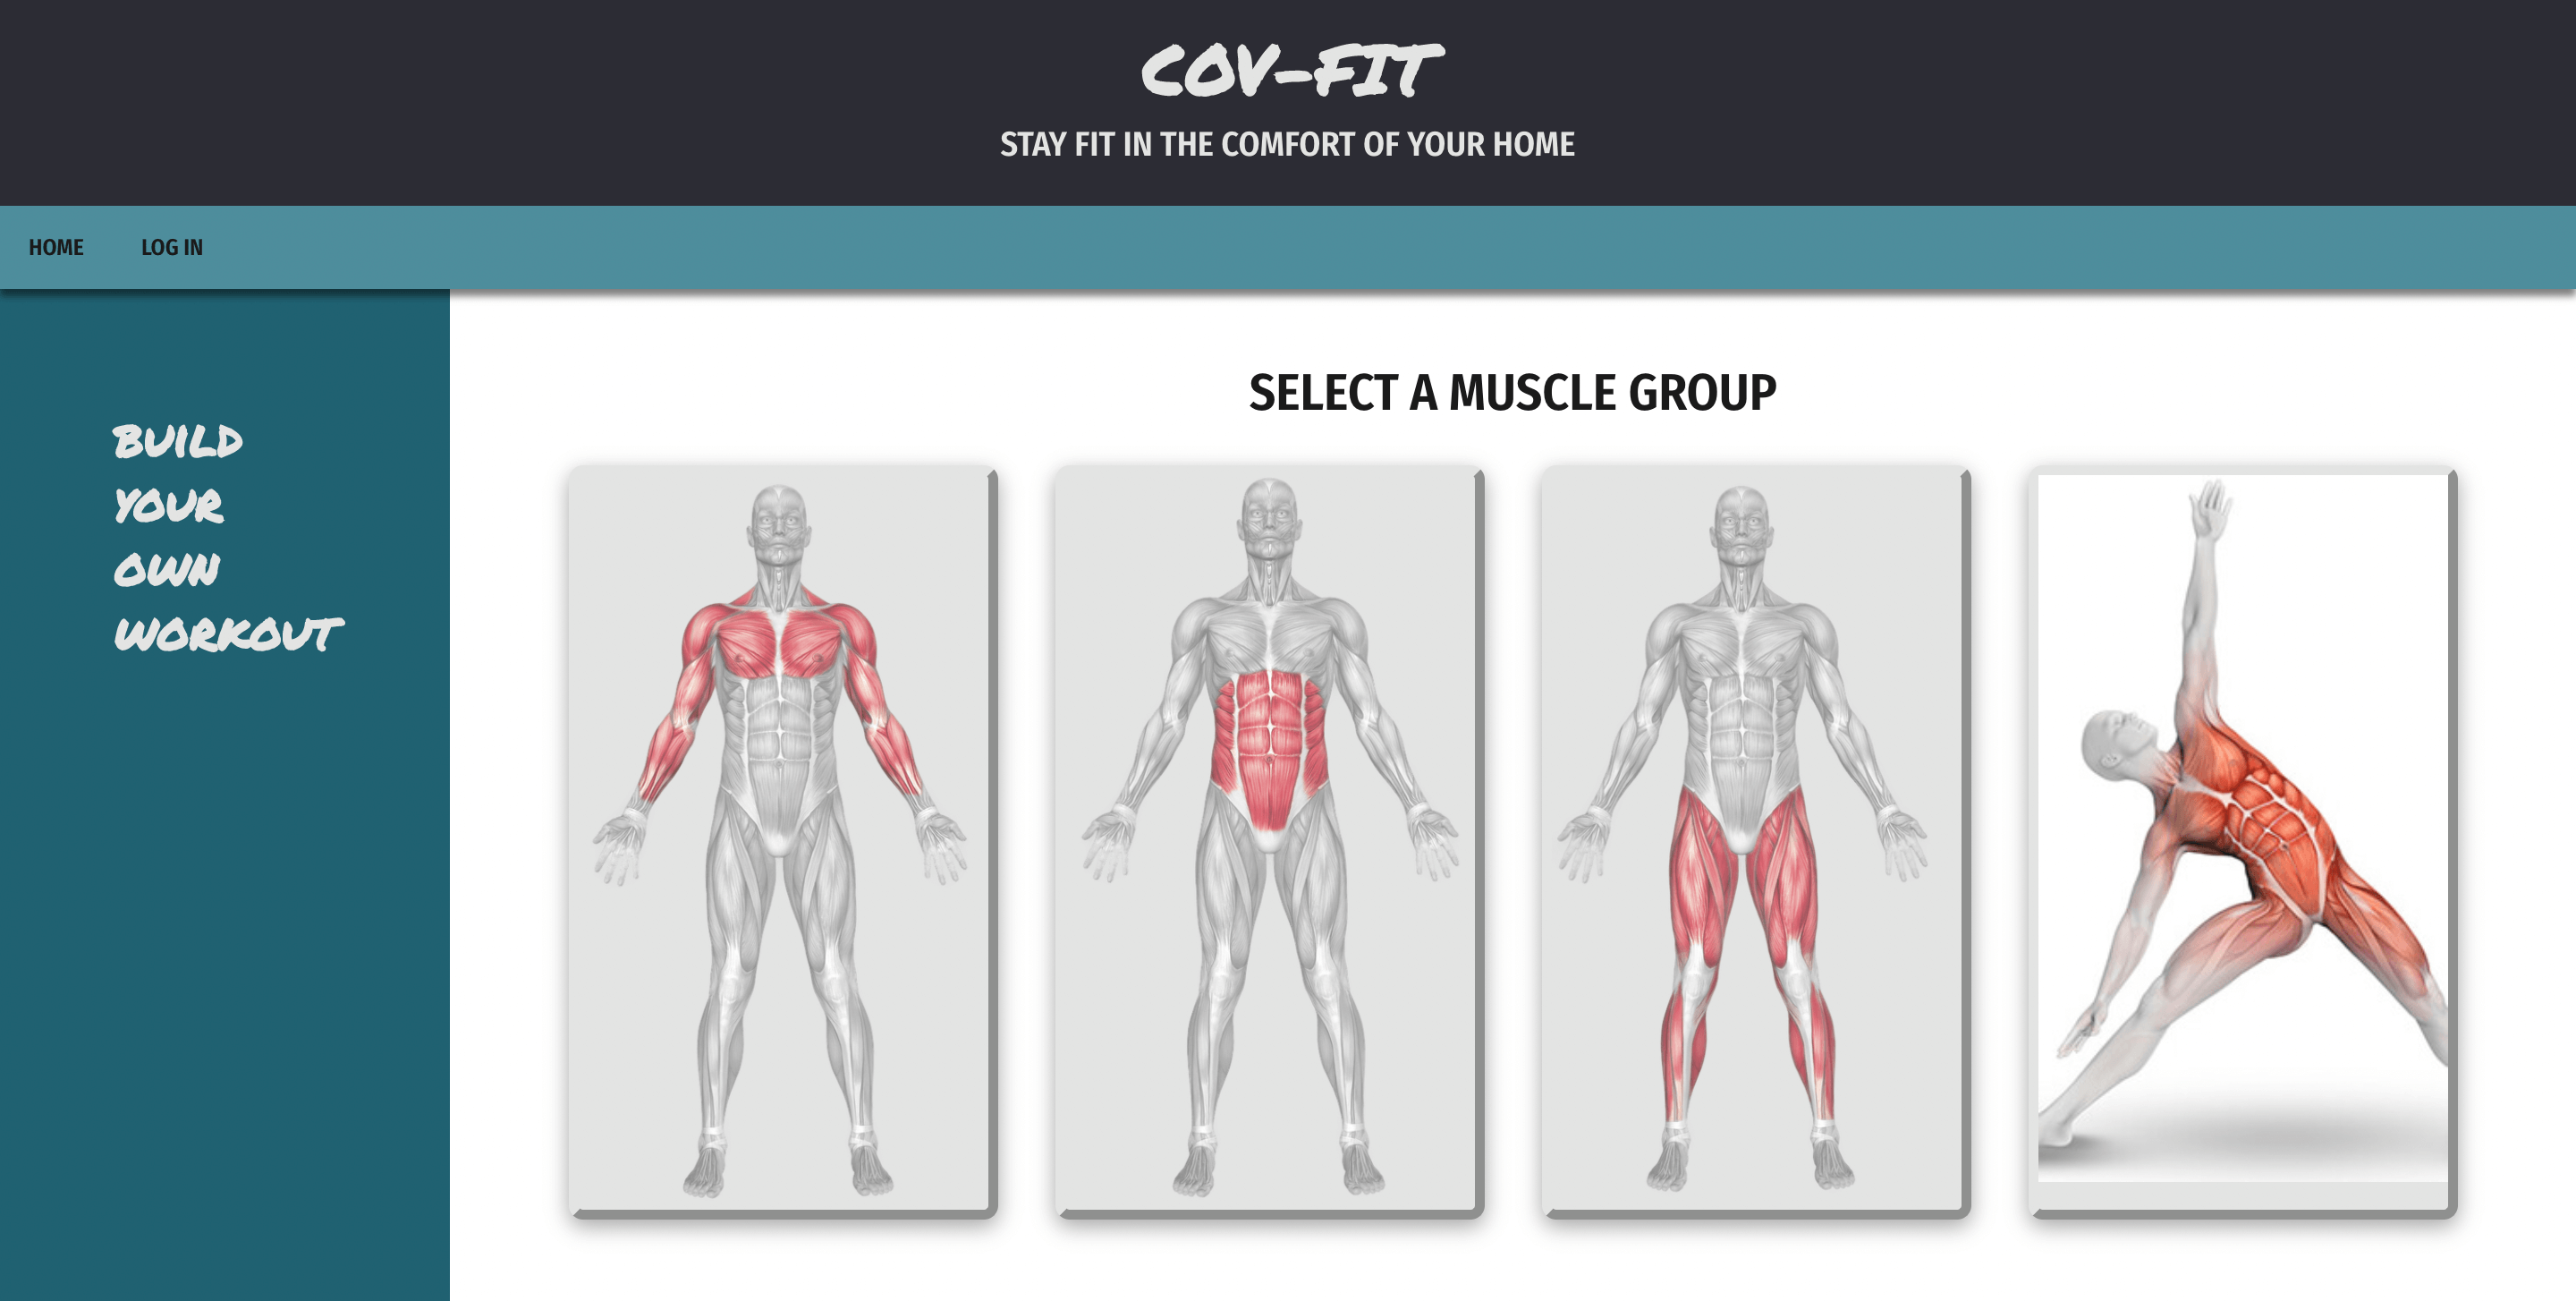 COV-FIT
STAY FIT IN THE COMFORT OF YOUR HOME
HOME LOG IN
BUILD
YOUR
OWN
WORKOUT
SELECT A MUSCLE GROUP